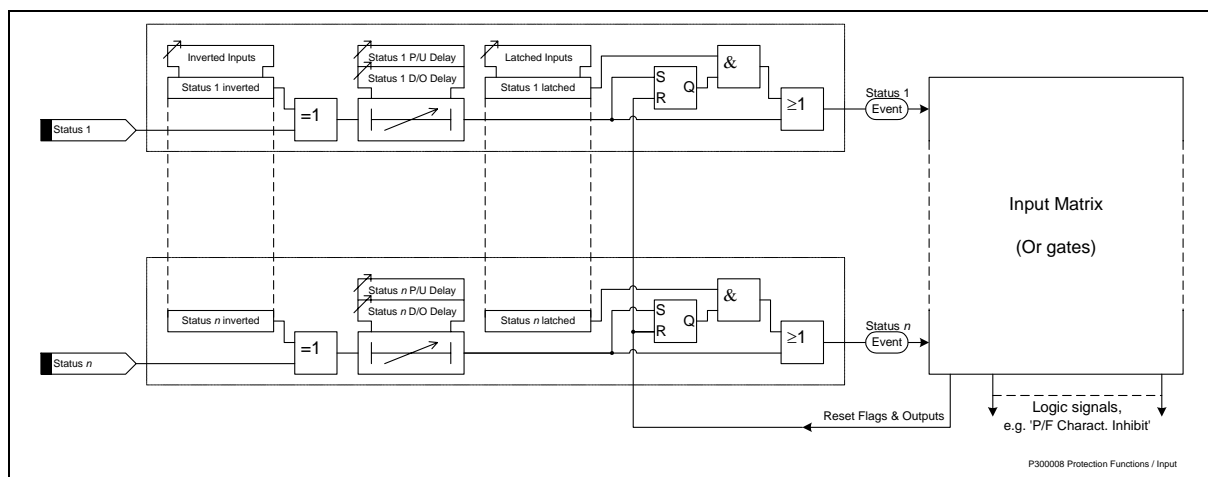 Inverted Inputs
Status 1 P/U Delay
Latched Inputs
&
Status 1 inverted
Status 1 D/O Delay
Status 1 latched
S
Q
R
≥1
Status 1
Event
=1
Status 1
Input Matrix
(Or gates)
Status n P/U Delay
&
Status n inverted
Status n D/O Delay
Status n latched
S
Q
R
≥1
Status n
Event
=1
Status n
Reset Flags & Outputs
Logic signals,
e.g. 'P/F Charact. Inhibit'
P300008 Protection Functions / Input